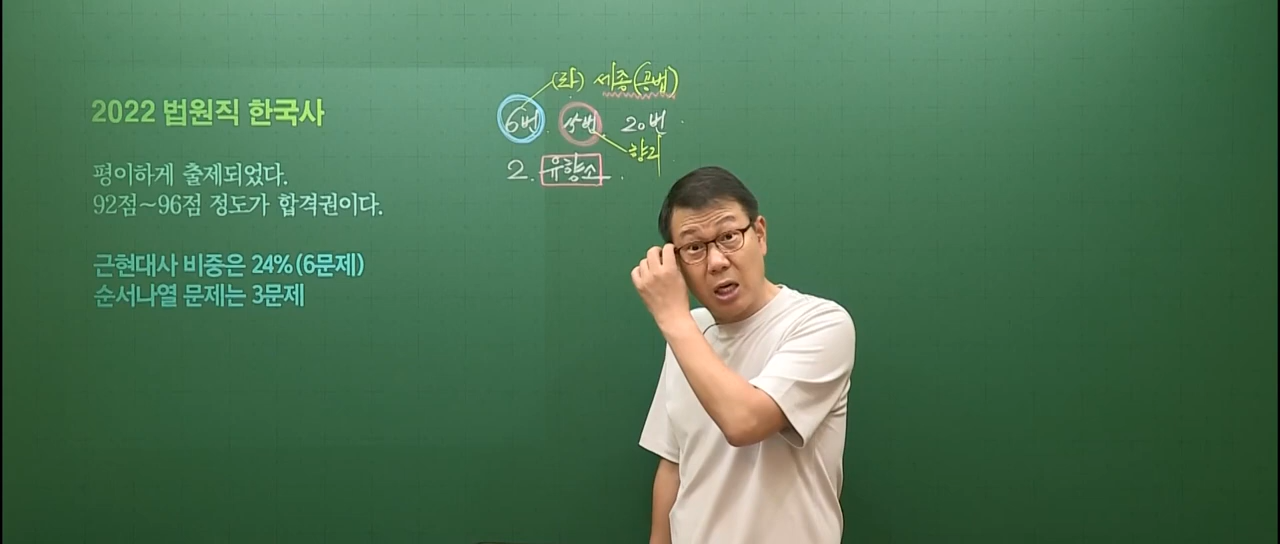 2022 법원직 한국사
평이하게 출제되었다.
92점~96점 정도가 합격권이다.
근현대사 비중은 24%(6문제)
순서나열 문제는 3문제
(라) 세종(공법)
6번. 번. 20번.
향리
2. 유향소.